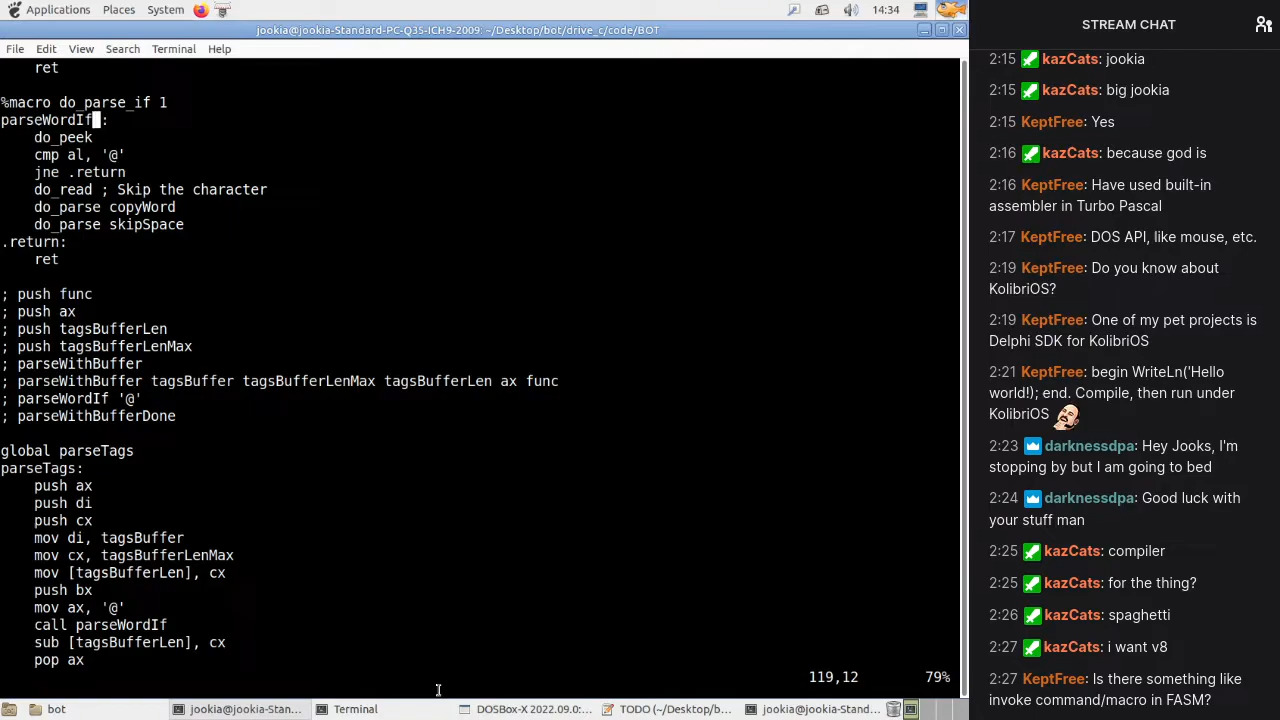 Applications Places System 14:34
jookia@jookia-Standard-PC-Q35-ICH9-2009: ~/Desktop/bot/drive_c/code/BOT
File Edit View Search Terminal Help
ret
%macro do_parse_if 1
parseWordIf:
do_peek
cmp al, '@'
jne .return
do_read ; Skip the character
do_parse copyWord
do_parse skipSpace
.return:
ret
; push func
; push ax
; push tagsBufferLen
; push tagsBufferLenMax
; parseWithBuffer
; parseWithBuffer tagsBuffer tagsBufferLenMax tagsBufferLen ax func
; parseWordIf '@'
; parseWithBufferDone
global parseTags
parseTags:
push ax
push di
push cx
mov di, tagsBuffer
mov cx, tagsBufferLenMax
mov [tagsBufferLen], cx
push bx
mov ax, '@'
call parseWordIf
sub [tagsBufferLen], cx
pop ax
119,12 79%
bot jookia@jookia-Stan... Terminal DOSBox-X 2022.09.0:... TODO (~/Desktop/b... jookia@jookia-Stand...
STREAM CHAT
2:15 kazCats: jookia
2:15 kazCats: big jookia
2:15 KeptFree: Yes
2:16 kazCats: because god is
2:16 KeptFree: Have used built-in
assembler in Turbo Pascal
2:17 KeptFree: DOS API, like mouse, etc.
2:19 KeptFree: Do you know about
KolibriOS?
2:19 KeptFree: One of my pet projects is
Delphi SDK for KolibriOS
2:21 KeptFree: begin WriteLn('Hello
world!); end. Compile, then run under
KolibriOS
2:23 darknessdpa: Hey Jooks, I'm
stopping by but I am going to bed
2:24 darknessdpa: Good luck with
your stuff man
2:25 kazCats: compiler
2:25 kazCats: for the thing?
2:26 kazCats: spaghetti
2:27 kazCats: i want v8
2:27 KeptFree: Is there something like
invoke command/macro in FASM?